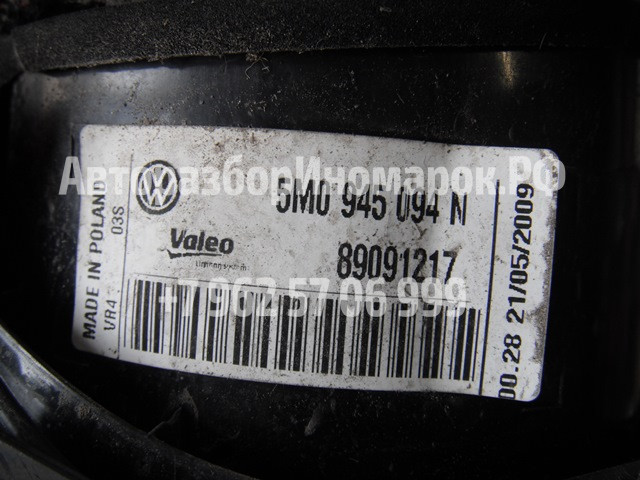 АвтоРазборИномарок.РФ
5M0 945 094 N
Valeo
89091217
+7 962 57 06 999
MADE IN POLAND
03S
VR4
00.28 21/05/2009